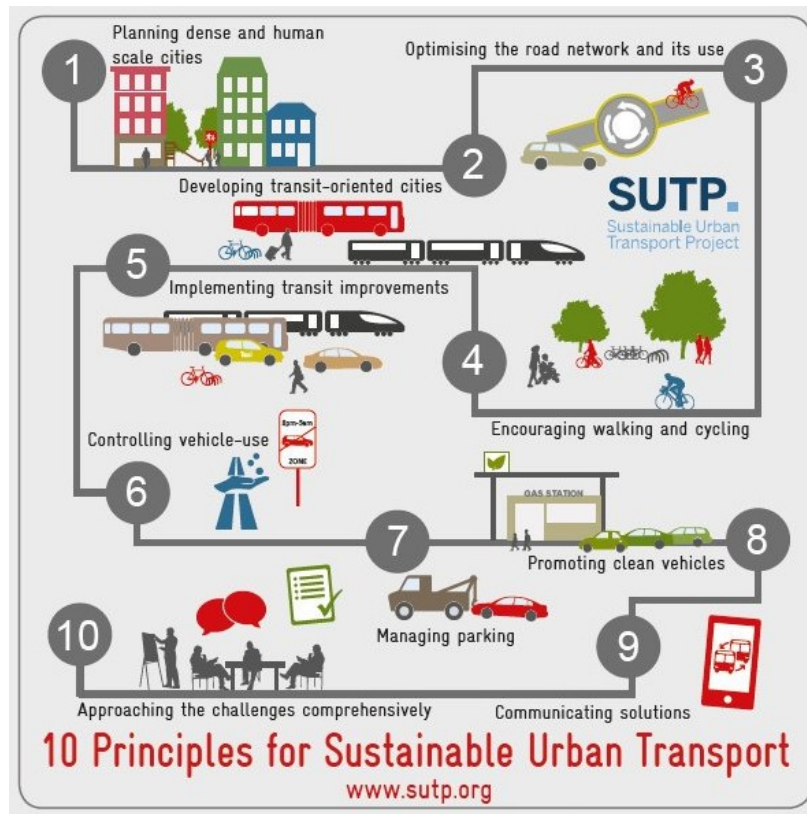 1
Planning dense and human
scale cities
2
Developing transit-oriented cities
3
Optimising the road network and its use
SUTP.
Sustainable Urban
Transport Project
4
Encouraging walking and cycling
5
Implementing transit improvements
Taxi
6
Controlling vehicle-use
8pm-5am
ZONE
7
Managing parking
8
GAS STATION
Promoting clean vehicles
9
Communicating solutions
10
Approaching the challenges comprehensively
10 Principles for Sustainable Urban Transport
www.sutp.org